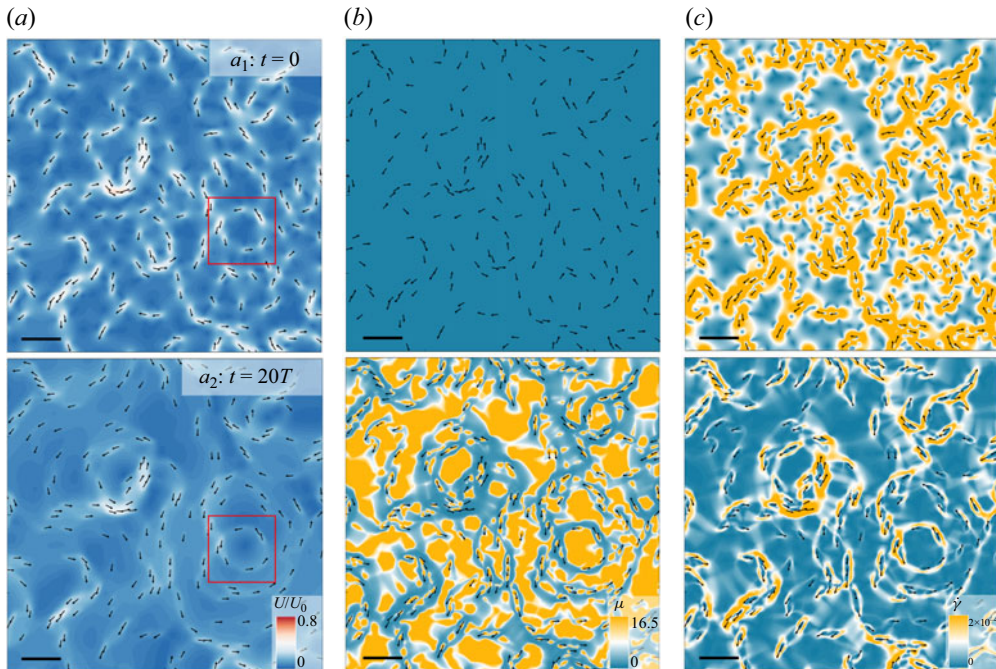 (a) (b) (c)
a₁: t = 0
a₂: t = 20T
U/U₀
0.8
0
μ
16.5
0
γ̇
0